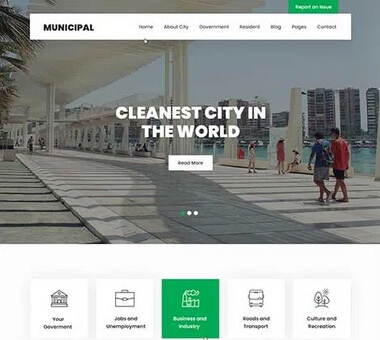 Report an Issue
MUNICIPAL
Home About City Government Resident Blog Pages Contact
CLEANEST CITY IN
THE WORLD
Read More
Your
Goverment
Jobs and
Unemployment
Business and
Industry
Roads and
Transport
Culture and
Recreation